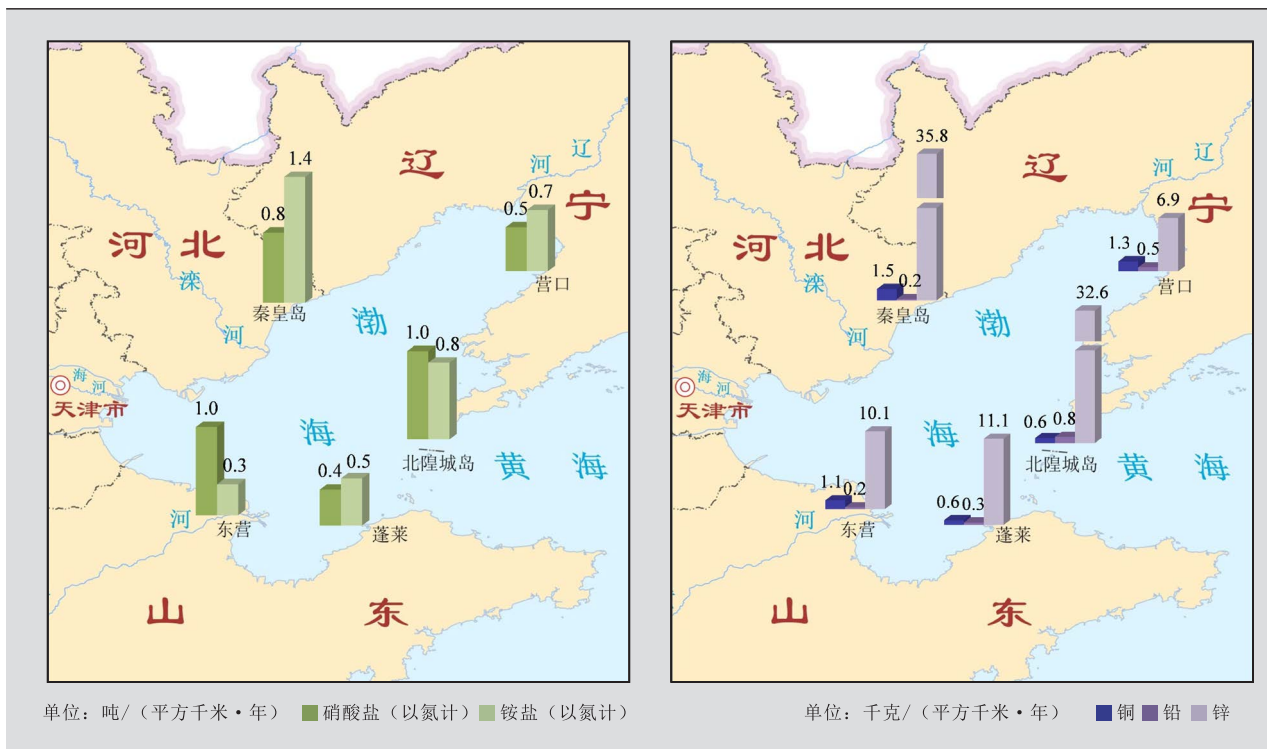 辽
河
辽
宁
1.4
0.8
0.7
0.5
河 北
滦
河
秦皇岛
营口
渤
1.0
0.8
海
河
天津市
1.0
0.3
海
北隍城岛
黄 海
0.4
0.5
河
东营
蓬莱
山 东
单位：吨/（平方千米·年） 硝酸盐（以氮计） 铵盐（以氮计）
35.8
辽
河
辽
宁
6.9
1.3
0.5
河 北
滦
河
1.5
0.2
秦皇岛
营口
32.6
渤
海
河
天津市
10.1
11.1
0.6
0.8
海
北隍城岛
黄 海
1.1
0.2
0.6
0.3
河
东营
蓬莱
山 东
单位：千克/（平方千米·年） 铜 铅 锌